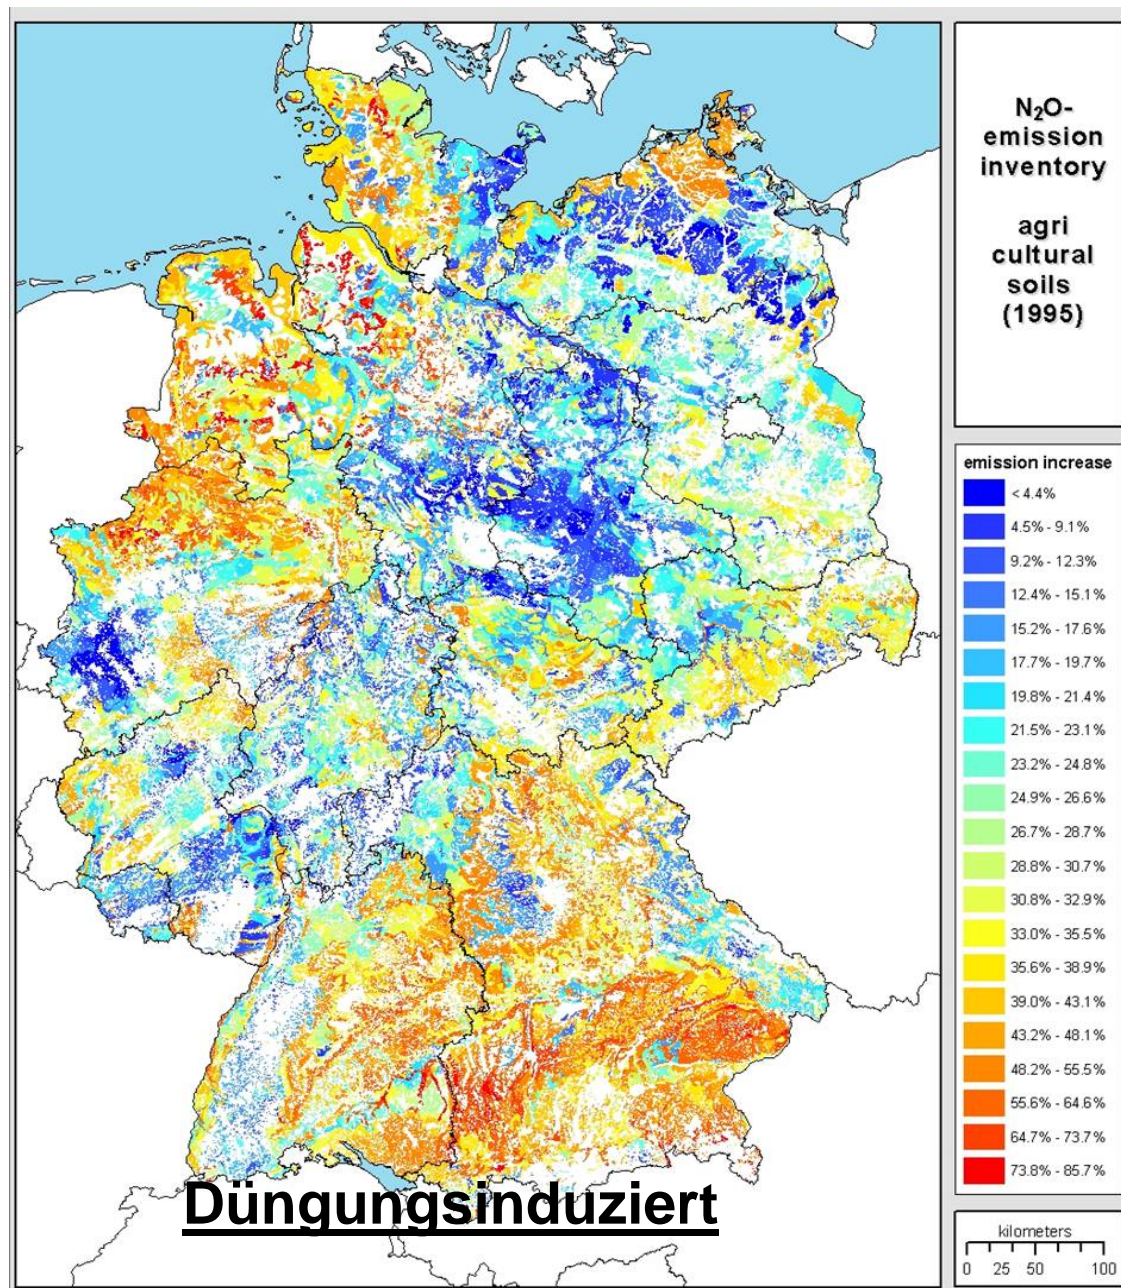 N₂O-
emission
inventory
agri
cultural
soils
(1995)
emission increase
< 4.4%
4.5% - 9.1%
9.2% - 12.3%
12.4% - 15.1%
15.2% - 17.6%
17.7% - 19.7%
19.8% - 21.4%
21.5% - 23.1%
23.2% - 24.8%
24.9% - 26.6%
26.7% - 28.7%
28.8% - 30.7%
30.8% - 32.9%
33.0% - 35.5%
35.6% - 38.9%
39.0% - 43.1%
43.2% - 48.1%
48.2% - 55.5%
55.6% - 64.6%
64.7% - 73.7%
73.8% - 85.7%
Düngungsinduziert
kilometers
0 25 50 100